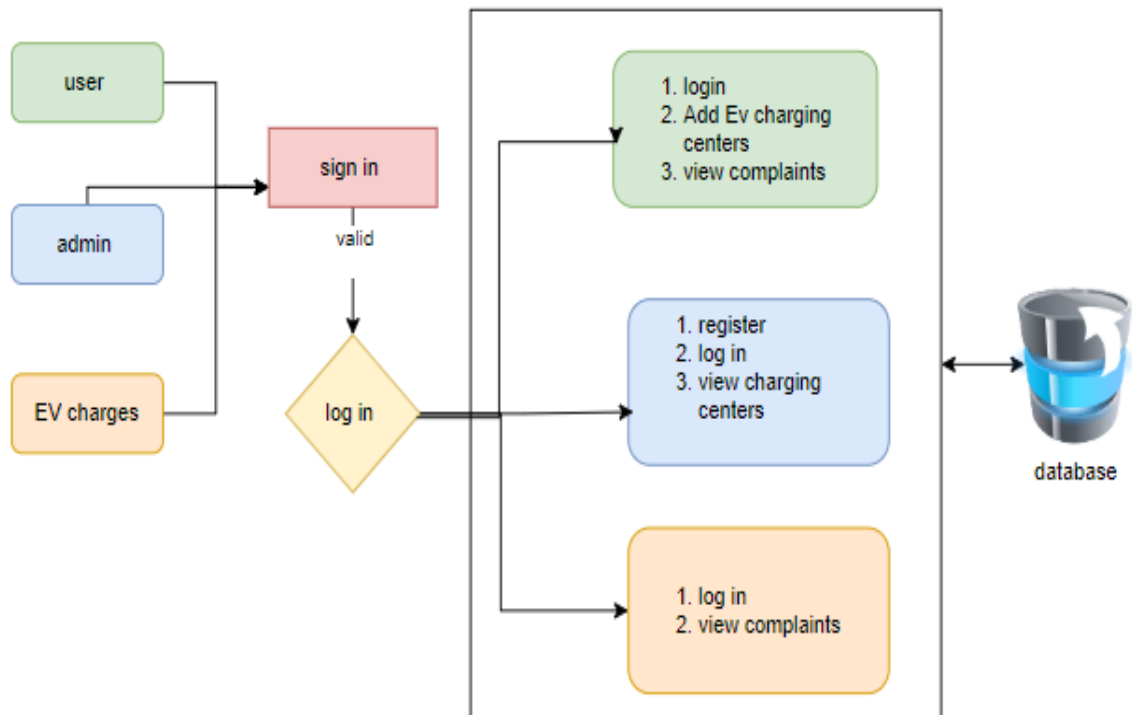 user
admin
EV charges
sign in
valid
log in
1. login
2. Add Ev charging
centers
3. view complaints
1. register
2. log in
3. view charging
centers
1. log in
2. view complaints
database